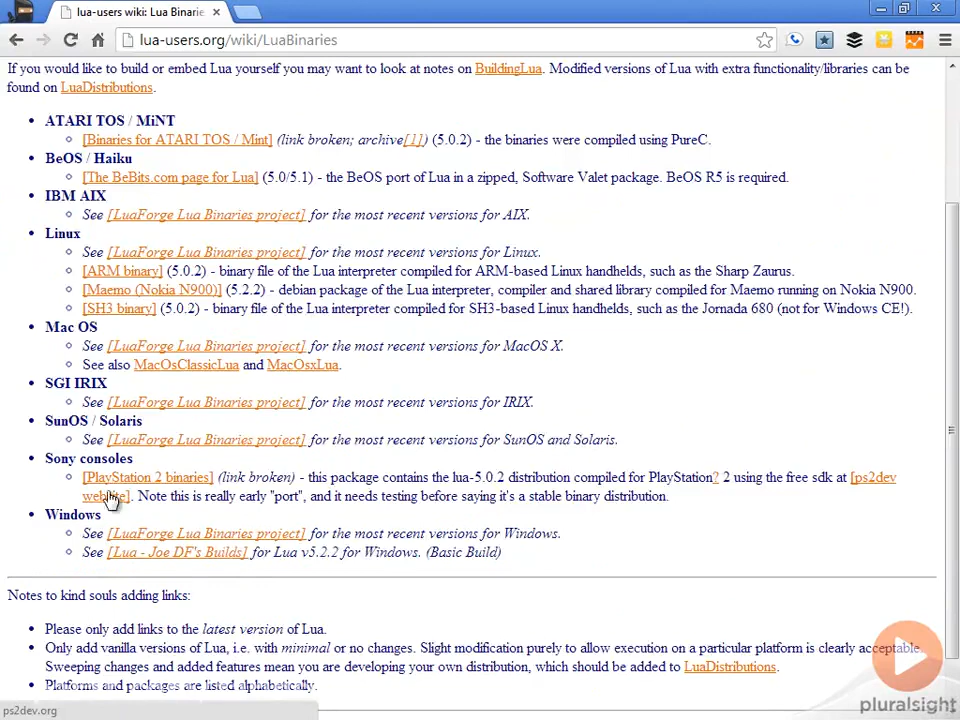 lua-users wiki: Lua Binarie
lua-users.org/wiki/LuaBinaries
If you would like to build or embed Lua yourself you may want to look at notes on BuildingLua. Modified versions of Lua with extra functionality/libraries can be
found on LuaDistributions.
ATARI TOS / MiNT
[Binaries for ATARI TOS / Mint] (link broken; archive[1]) (5.0.2) - the binaries were compiled using PureC.
BeOS / Haiku
[The BeBits.com page for Lua] (5.0/5.1) - the BeOS port of Lua in a zipped, Software Valet package. BeOS R5 is required.
IBM AIX
See [LuaForge Lua Binaries project] for the most recent versions for AIX.
Linux
See [LuaForge Lua Binaries project] for the most recent versions for Linux.
[ARM binary] (5.0.2) - binary file of the Lua interpreter compiled for ARM-based Linux handhelds, such as the Sharp Zaurus.
[Maemo (Nokia N900)] (5.2.2) - debian package of the Lua interpreter, compiler and shared library compiled for Maemo running on Nokia N900.
[SH3 binary] (5.0.2) - binary file of the Lua interpreter compiled for SH3-based Linux handhelds, such as the Jornada 680 (not for Windows CE!).
Mac OS
See [LuaForge Lua Binaries project] for the most recent versions for MacOS X.
See also MacOsClassicLua and MacOsxLua.
SGI IRIX
See [LuaForge Lua Binaries project] for the most recent versions for IRIX.
SunOS / Solaris
See [LuaForge Lua Binaries project] for the most recent versions for SunOS and Solaris.
Sony consoles
[PlayStation 2 binaries] (link broken) - this package contains the lua-5.0.2 distribution compiled for PlayStation? 2 using the free sdk at [ps2dev
website]. Note this is really early "port", and it needs testing before saying it's a stable binary distribution.
Windows
See [LuaForge Lua Binaries project] for the most recent versions for Windows.
See [Lua - Joe DF's Builds] for Lua v5.2.2 for Windows. (Basic Build)
Notes to kind souls adding links:
Please only add links to the latest version of Lua.
Only add vanilla versions of Lua, i.e. with minimal or no changes. Slight modification purely to allow execution on a particular platform is clearly acceptable.
Sweeping changes and added features mean you are developing your own distribution, which should be added to LuaDistributions.
Platforms and packages are listed alphabetically.
ps2dev.org
pluralsight